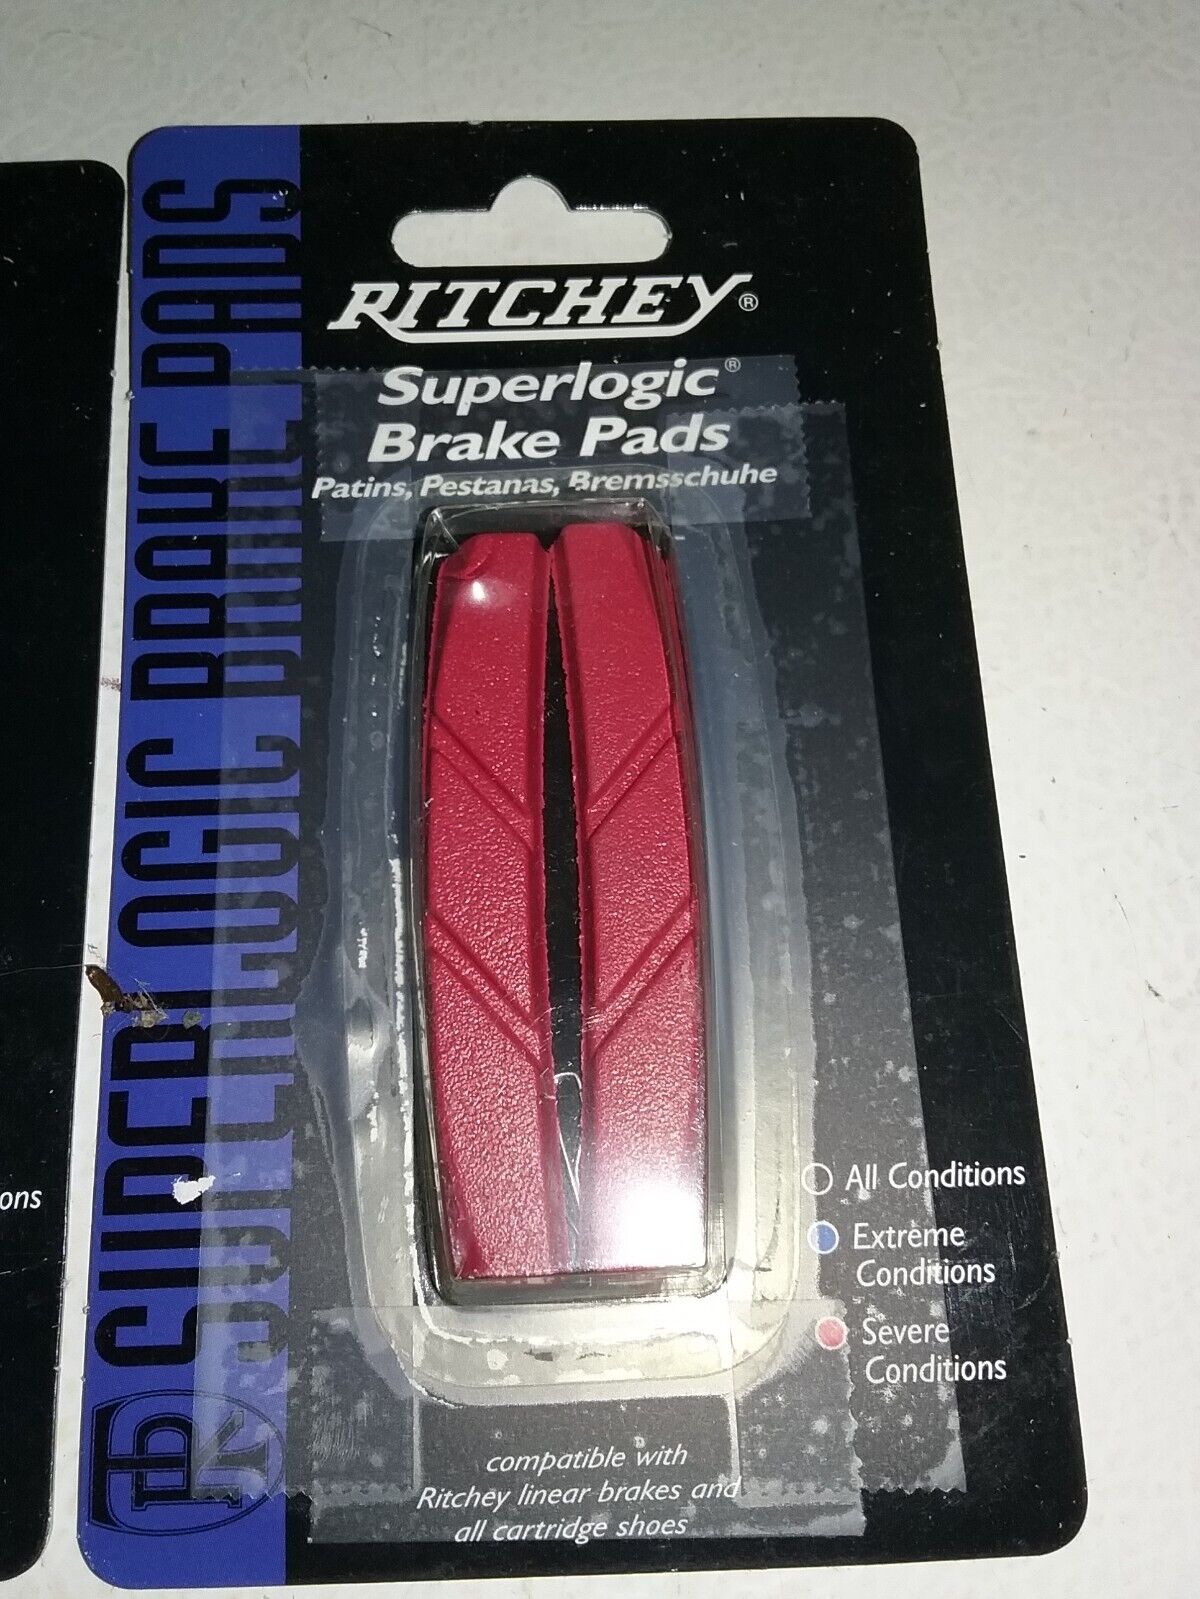 RITCHEY®
Superlogic®
Brake Pads
Patins, Pestanas, Bremsschuhe
SUPERLOGIC BRAKE PADS
All Conditions
Extreme
Conditions
Severe
Conditions
compatible with
Ritchey linear brakes and
all cartridge shoes
ons